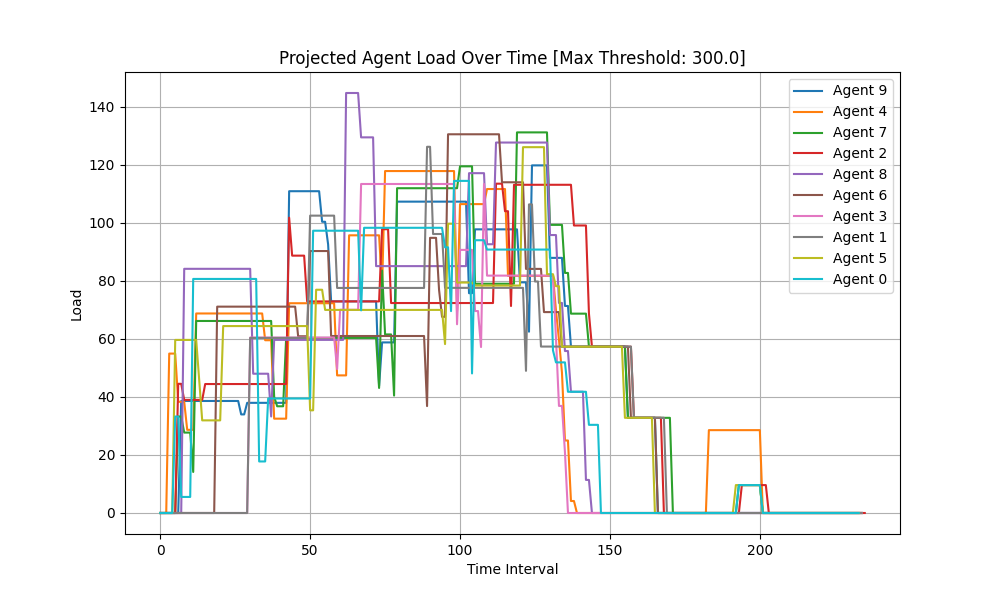 Projected Agent Load Over Time [Max Threshold: 300.0]
Load
140
120
100
80
60
40
20
0
0
50
100
150
200
Time Interval
Agent 9
Agent 4
Agent 7
Agent 2
Agent 8
Agent 6
Agent 3
Agent 1
Agent 5
Agent 0